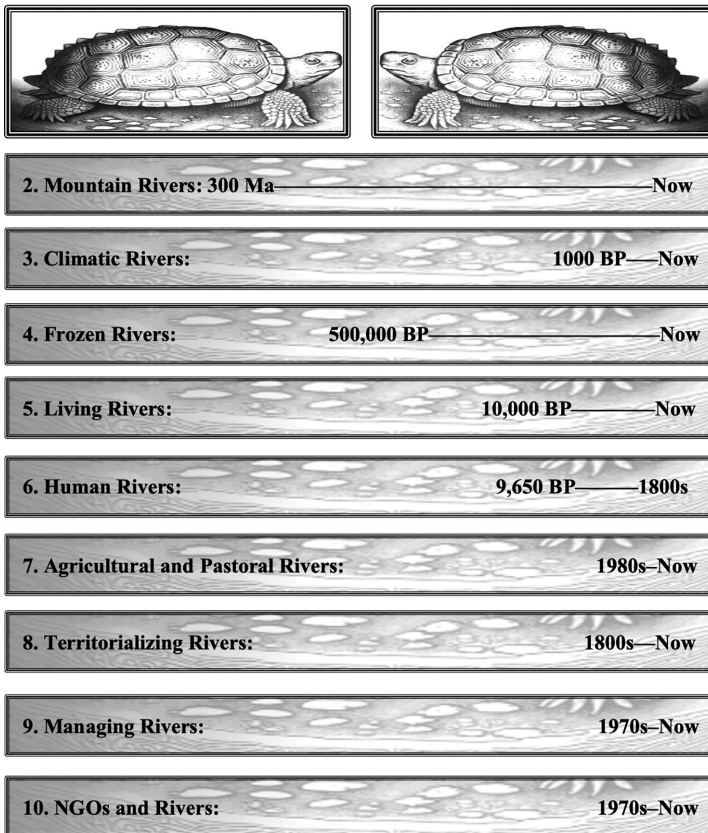 2. Mountain Rivers: 300 Ma——Now
3. Climatic Rivers: 1000 BP——Now
4. Frozen Rivers: 500,000 BP——Now
5. Living Rivers: 10,000 BP——Now
6. Human Rivers: 9,650 BP——1800s
7. Agricultural and Pastoral Rivers: 1980s–Now
8. Territorializing Rivers: 1800s—Now
9. Managing Rivers: 1970s–Now
10. NGOs and Rivers: 1970s–Now